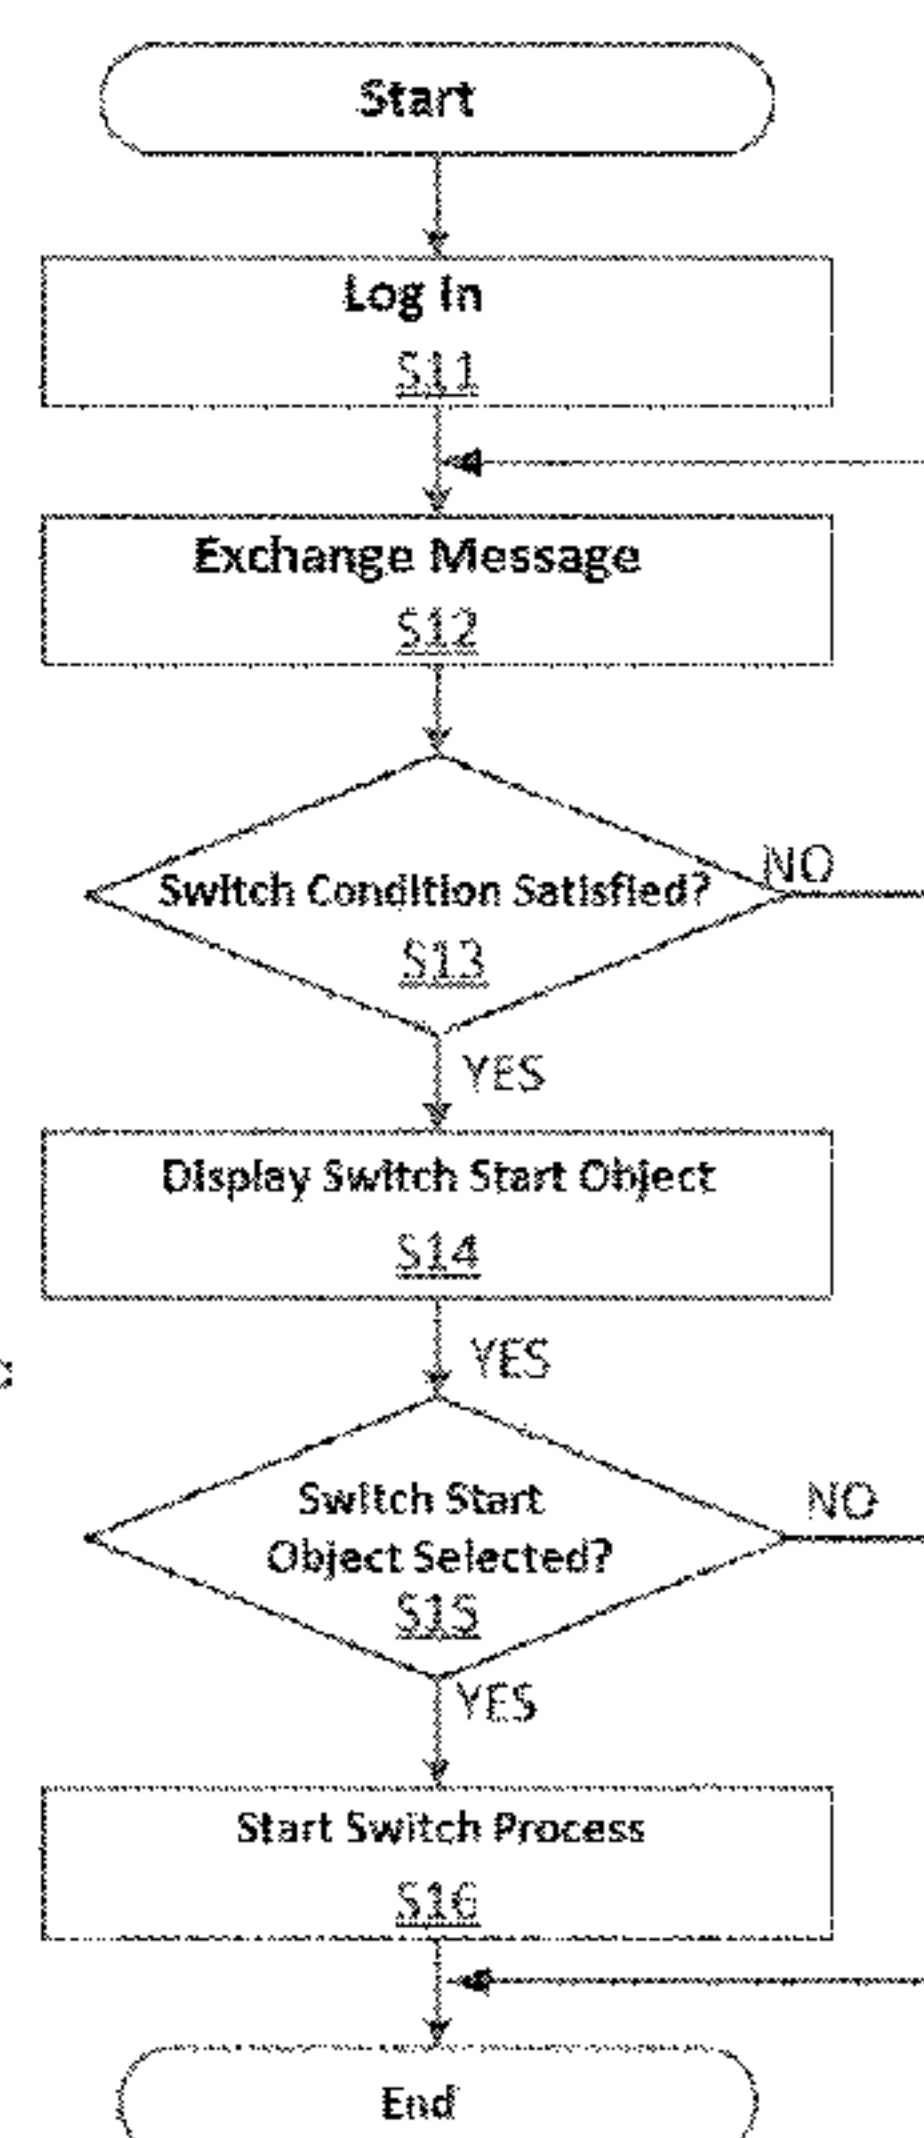 Start
Log In
S11
Exchange Message
S12
NO
Switch Condition Satisfied?
S13
YES
Display Switch Start Object
S14
YES
Switch Start
NO
Object Selected?
S15
YES
Start Switch Process
S16
End